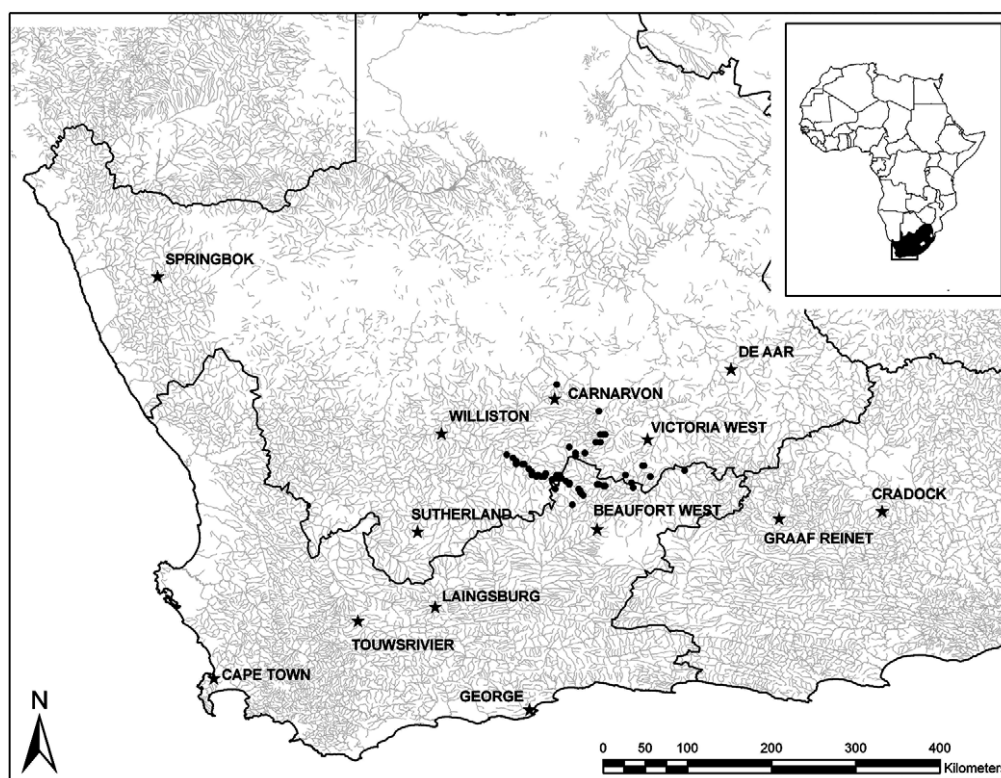 SPRINGBOK
DE AAR
CARNARVON
WILLISTON
VICTORIA WEST
CRADOCK
SUTHERLAND
BEAUFORT WEST
GRAAF REINET
LAINGSBURG
TOUWSRIVIER
CAPE TOWN
GEORGE
N
0 50 100 200 300 400
Kilometer